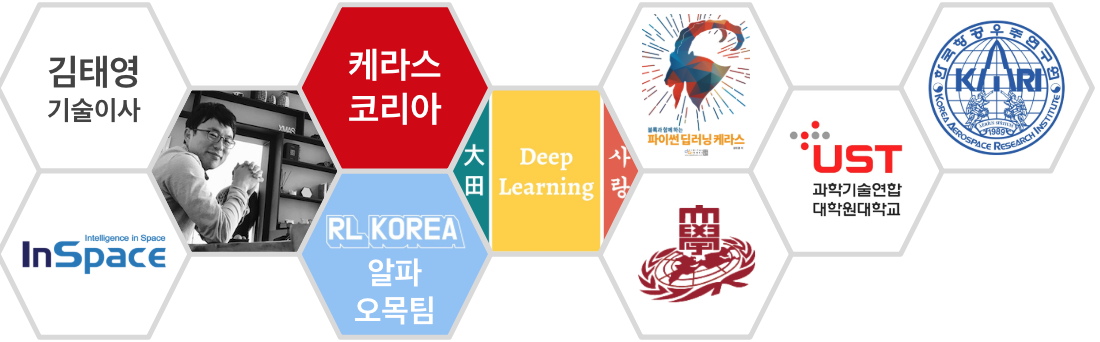 김태영
기술이사
케라스
코리아
블록과 함께 하는
파이썬 딥러닝 케라스
한국항공우주연구원
KARI
1989
KOREA AEROSPACE RESEARCH INSTITUTE
大田
Deep
Learning
사랑
UST
과학기술연합
대학원대학교
Intelligence in Space
InSpace
RL KOREA
알파
오목팀
大學